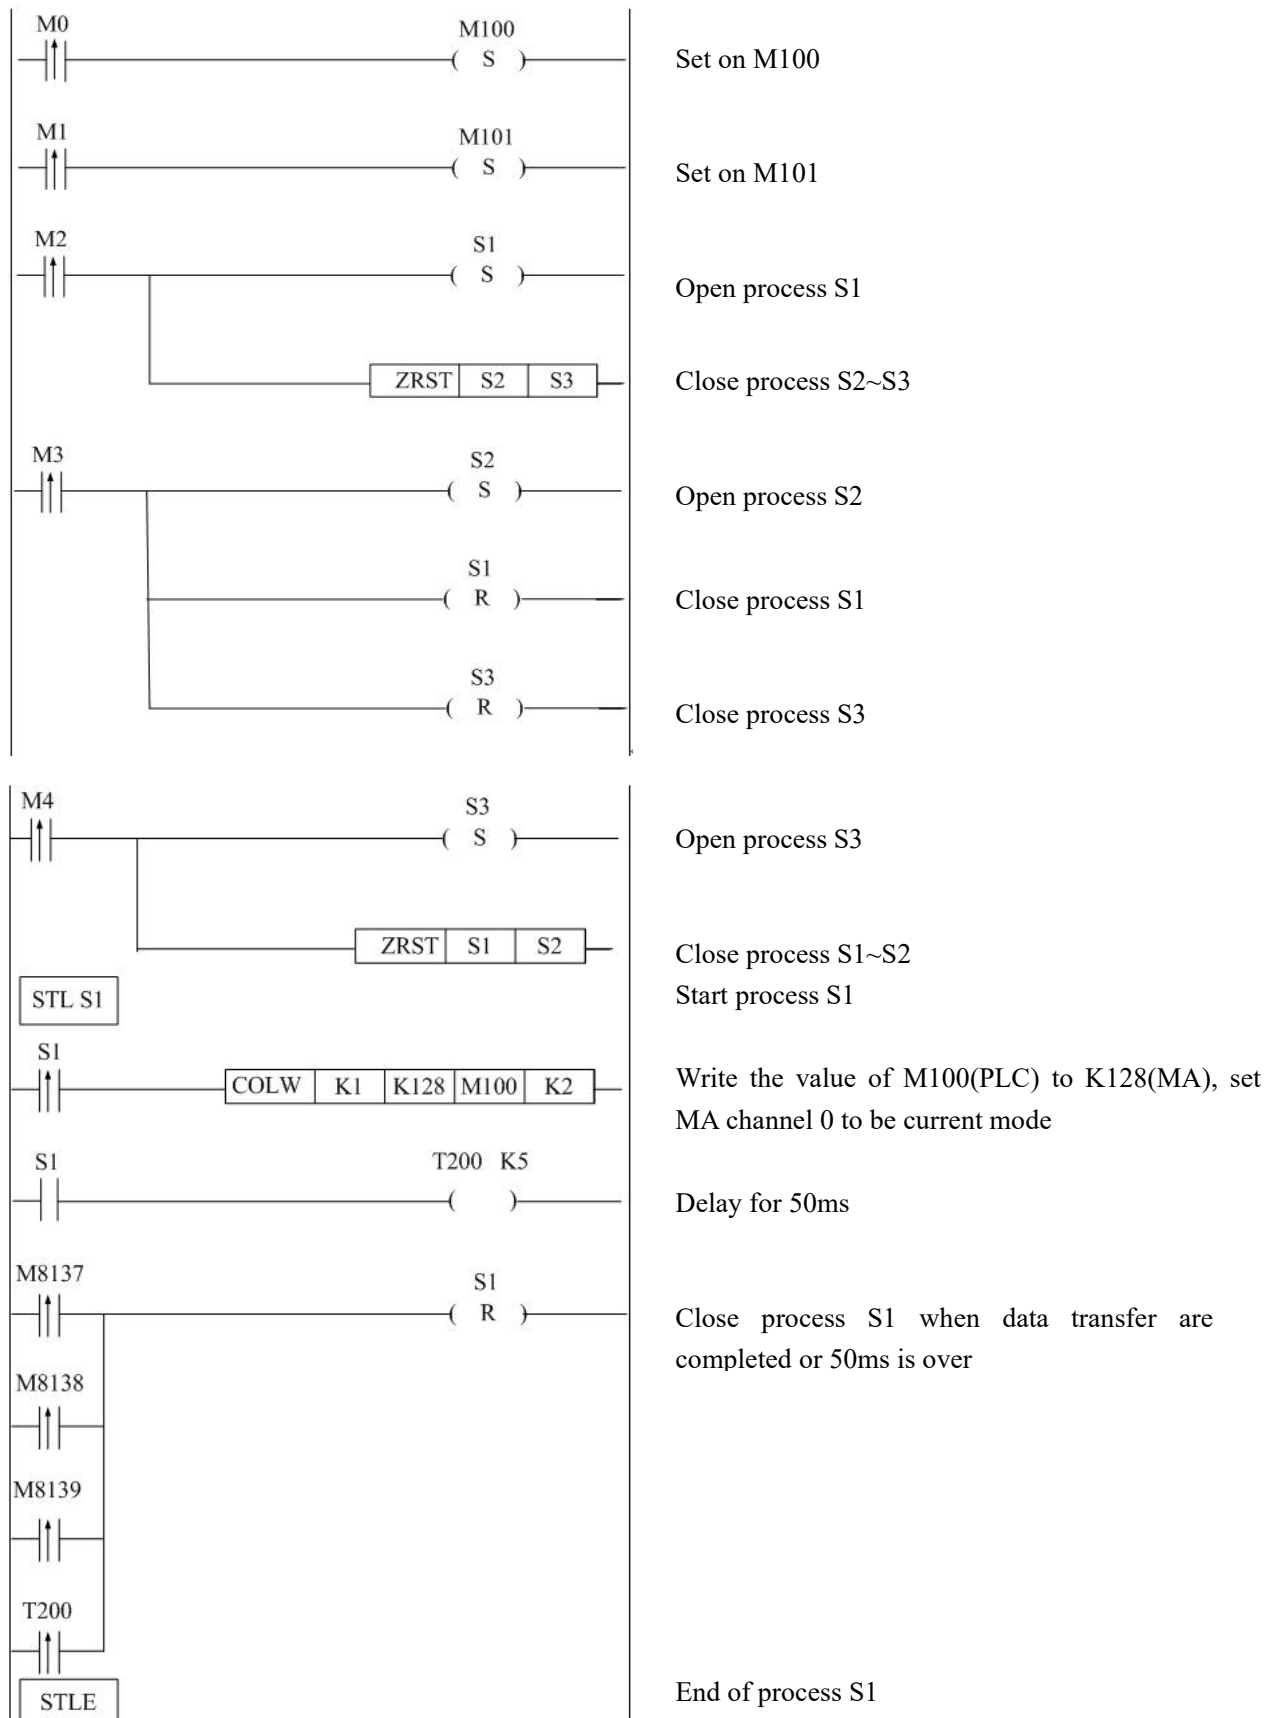 M0
M100
( S )
Set on M100
M1
M101
( S )
Set on M101
M2
S1
( S )
Open process S1
ZRST S2 S3
Close process S2~S3
M3
S2
( S )
Open process S2
S1
( R )
Close process S1
S3
( R )
Close process S3
M4
S3
( S )
Open process S3
ZRST S1 S2
Close process S1~S2
STL S1
Start process S1
S1
COLW K1 K128 M100 K2
Write the value of M100(PLC) to K128(MA), set
MA channel 0 to be current mode
S1
T200 K5
( )
Delay for 50ms
M8137
S1
( R )
Close process S1 when data transfer are
completed or 50ms is over
M8138
M8139
T200
STLE
End of process S1